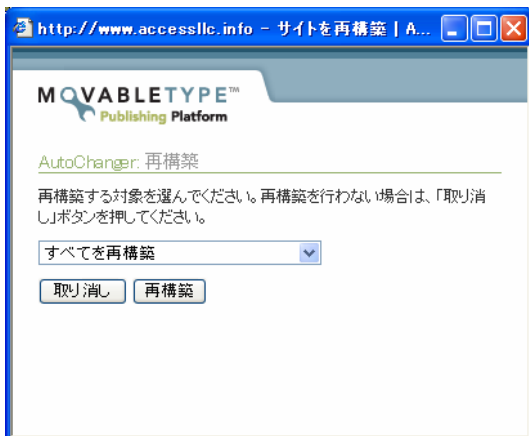 http://www.accessllc.info - サイトを再構築 | A...
MOVABLETYPE™
Publishing Platform
AutoChanger: 再構築
再構築する対象を選んでください。再構築を行わない場合は、「取り消
し」ボタンを押してください。
すべてを再構築
取り消し 再構築